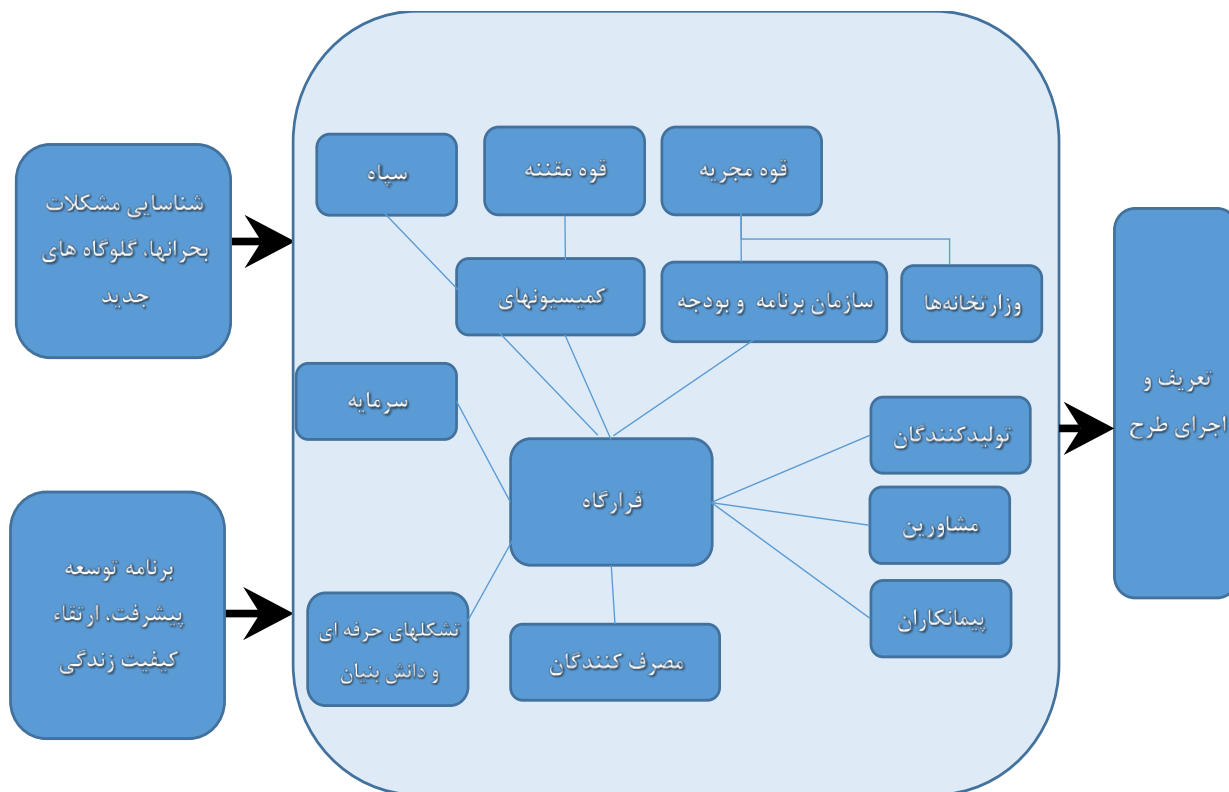 سپاه
قوه مقننه
قوه مجریه
شناسایی مشکلات
بحرانها، گلوگاه های
جدید
کمیسیونهای
سازمان برنامه و بودجه
وزارتخانه‌ها
سرمایه
تعریف و
اجرای طرح
تولیدکنندگان
قرارگاه
مشاورین
برنامه توسعه
پیشرفت، ارتقاء
کیفیت زندگی
پیمانکاران
تشکلهای حرفه ای
و دانش بنیان
مصرف کنندگان